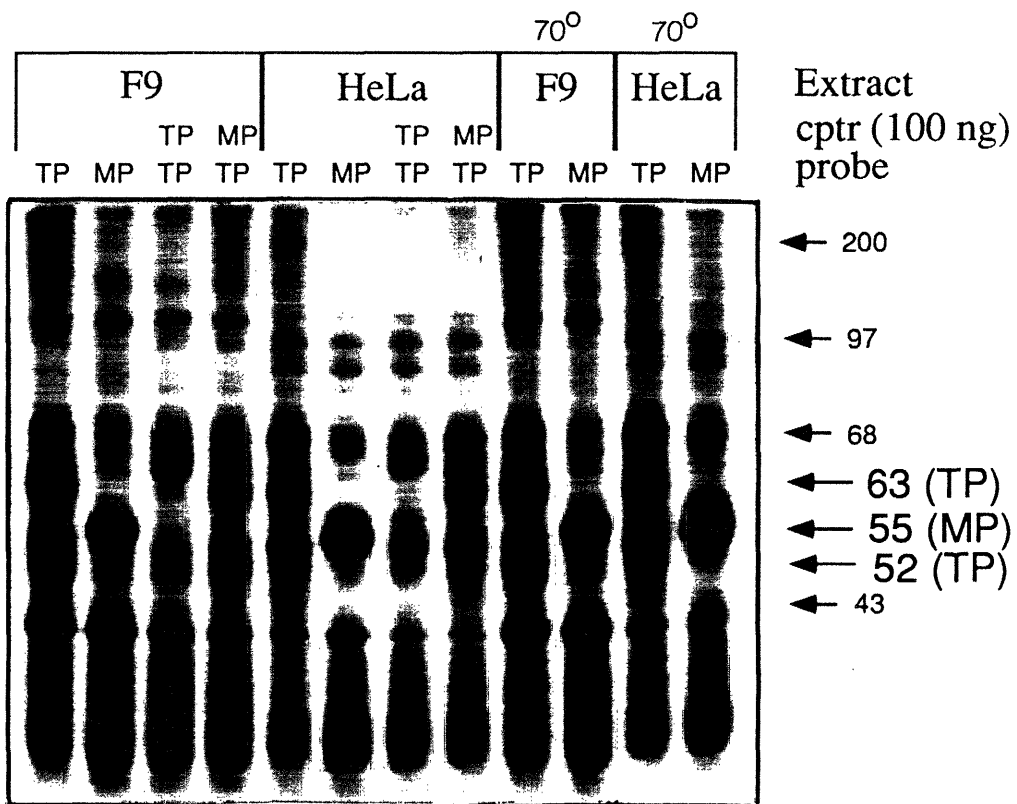 70° 70°
F9 HeLa F9 HeLa Extract
TP MP TP MP cptr (100 ng)
TP MP TP TP TP MP TP TP TP MP TP MP probe
200
97
68
63 (TP)
55 (MP)
52 (TP)
43